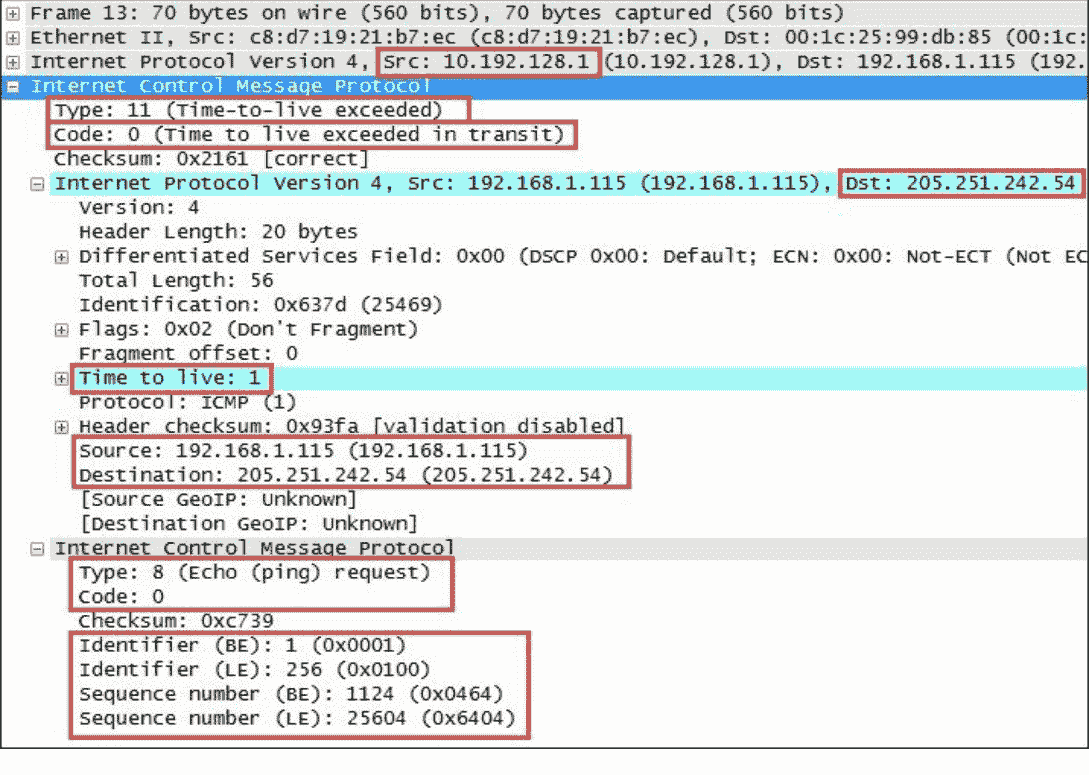 Frame 13: 70 bytes on wire (560 bits), 70 bytes captured (560 bits)
Ethernet II, Src: c8:d7:19:21:b7:ec (c8:d7:19:21:b7:ec), Dst: 00:1c:25:99:db:85 (00:1c:
Internet Protocol Version 4, Src: 10.192.128.1 (10.192.128.1), Dst: 192.168.1.115 (192.
Internet Control Message Protocol
Type: 11 (Time-to-live exceeded)
Code: 0 (Time to live exceeded in transit)
Checksum: 0x2161 [correct]
Internet Protocol Version 4, Src: 192.168.1.115 (192.168.1.115), Dst: 205.251.242.54
Version: 4
Header Length: 20 bytes
Differentiated Services Field: 0x00 (DSCP 0x00: Default; ECN: 0x00: Not-ECT (Not EC
Total Length: 56
Identification: 0x637d (25469)
Flags: 0x02 (Don't Fragment)
Fragment offset: 0
Time to live: 1
Protocol: ICMP (1)
Header checksum: 0x93fa [validation disabled]
Source: 192.168.1.115 (192.168.1.115)
Destination: 205.251.242.54 (205.251.242.54)
[Source GeoIP: Unknown]
[Destination GeoIP: Unknown]
Internet Control Message Protocol
Type: 8 (Echo (ping) request)
Code: 0
Checksum: 0xc739
Identifier (BE): 1 (0x0001)
Identifier (LE): 256 (0x0100)
Sequence number (BE): 1124 (0x0464)
Sequence number (LE): 25604 (0x6404)